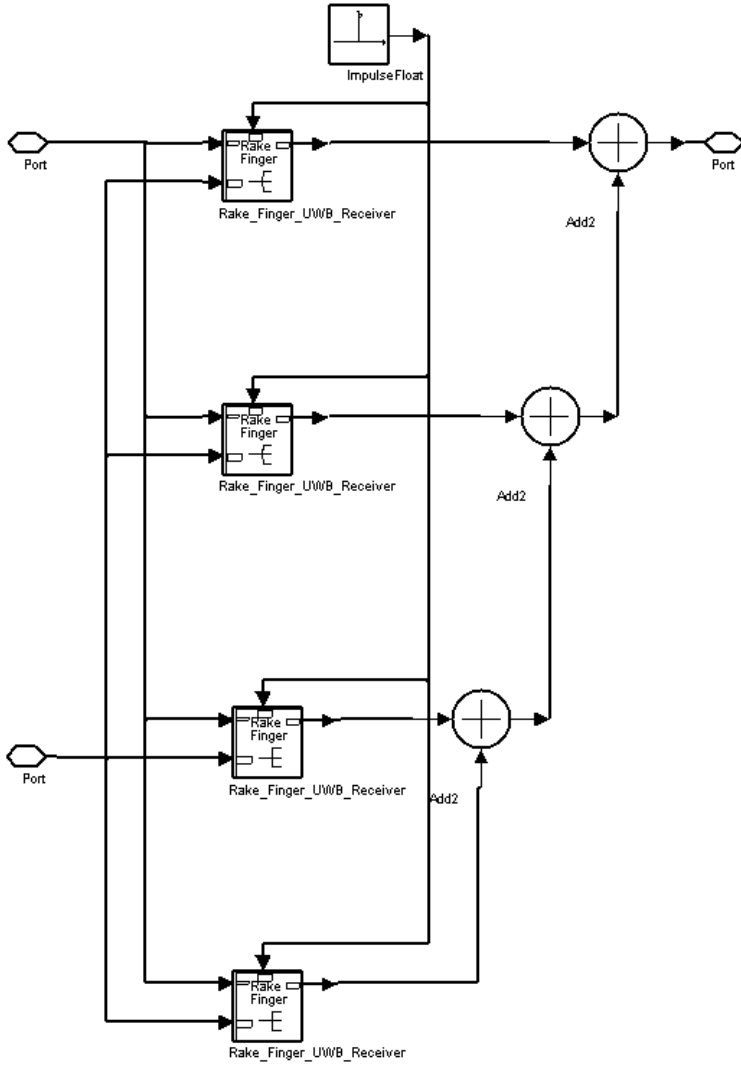 ImpulseFloat
Rake
Finger
Port
Port
Rake_Finger_UWB_Receiver
Add2
Rake
Finger
Rake_Finger_UWB_Receiver
Add2
Rake
Finger
Port
Rake_Finger_UWB_Receiver
Add2
Rake
Finger
Rake_Finger_UWB_Receiver